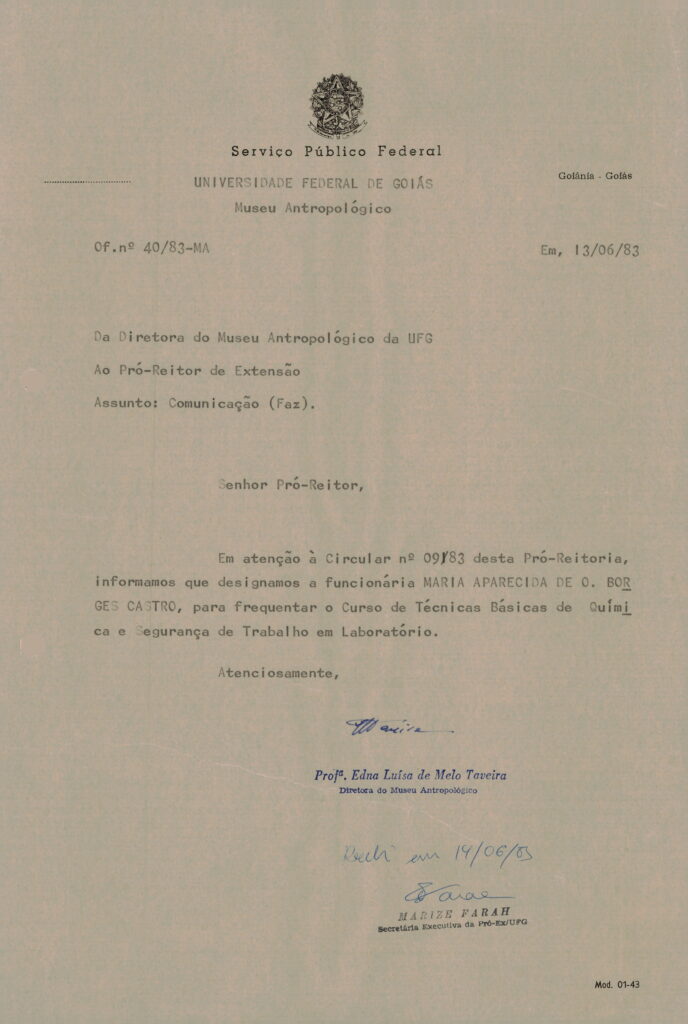 Serviço Público Federal
UNIVERSIDADE FEDERAL DE GOIÁS
Goiânia - Goiás
Museu Antropológico
Of.nº 40/83-MA
Em, 13/06/83
Da Diretora do Museu Antropológico da UFG
Ao Pró-Reitor de Extensão
Assunto: Comunicação (Faz).
Senhor Pró-Reitor,
Em atenção à Circular nº 09/83 desta Pró-Reitoria,
informamos que designamos a funcionária MARIA APARECIDA DE O. BOR
GES CASTRO, para frequentar o Curso de Técnicas Básicas de Quími
ca e Segurança de Trabalho em Laboratório.
Atenciosamente,
Profª. Edna Luísa de Melo Taveira
Diretora do Museu Antropológico
Recebi em 14/06/83
MARIZE FARAH
Secretária Executiva da Pró-Ex/UFG
Mod. 01-43